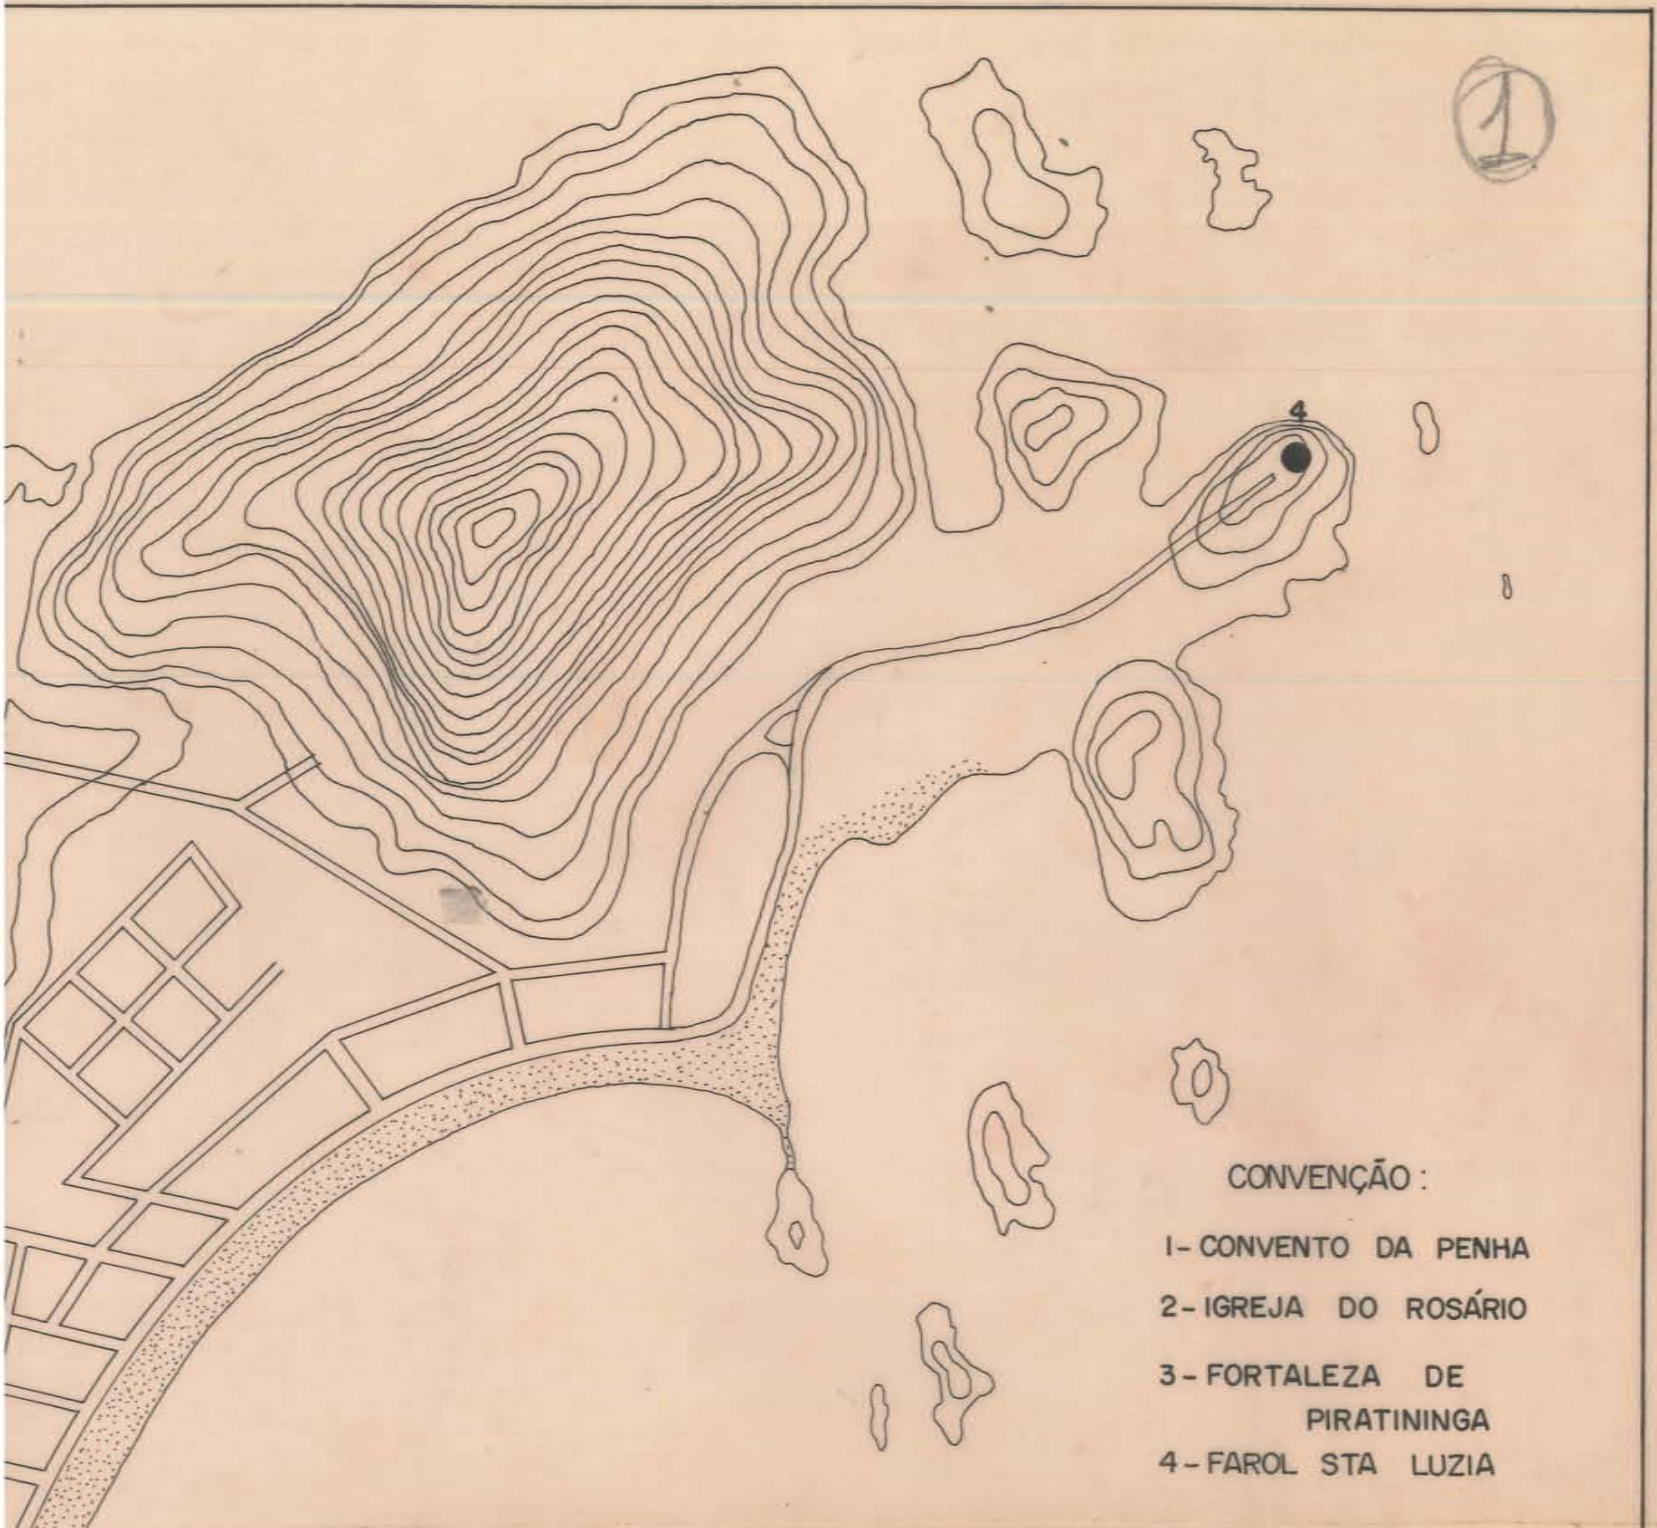 1
4
CONVENÇÃO:
1- CONVENTO DA PENHA
2- IGREJA DO ROSÁRIO
3- FORTALEZA DE
PIRATININGA
4- FAROL STA LUZIA